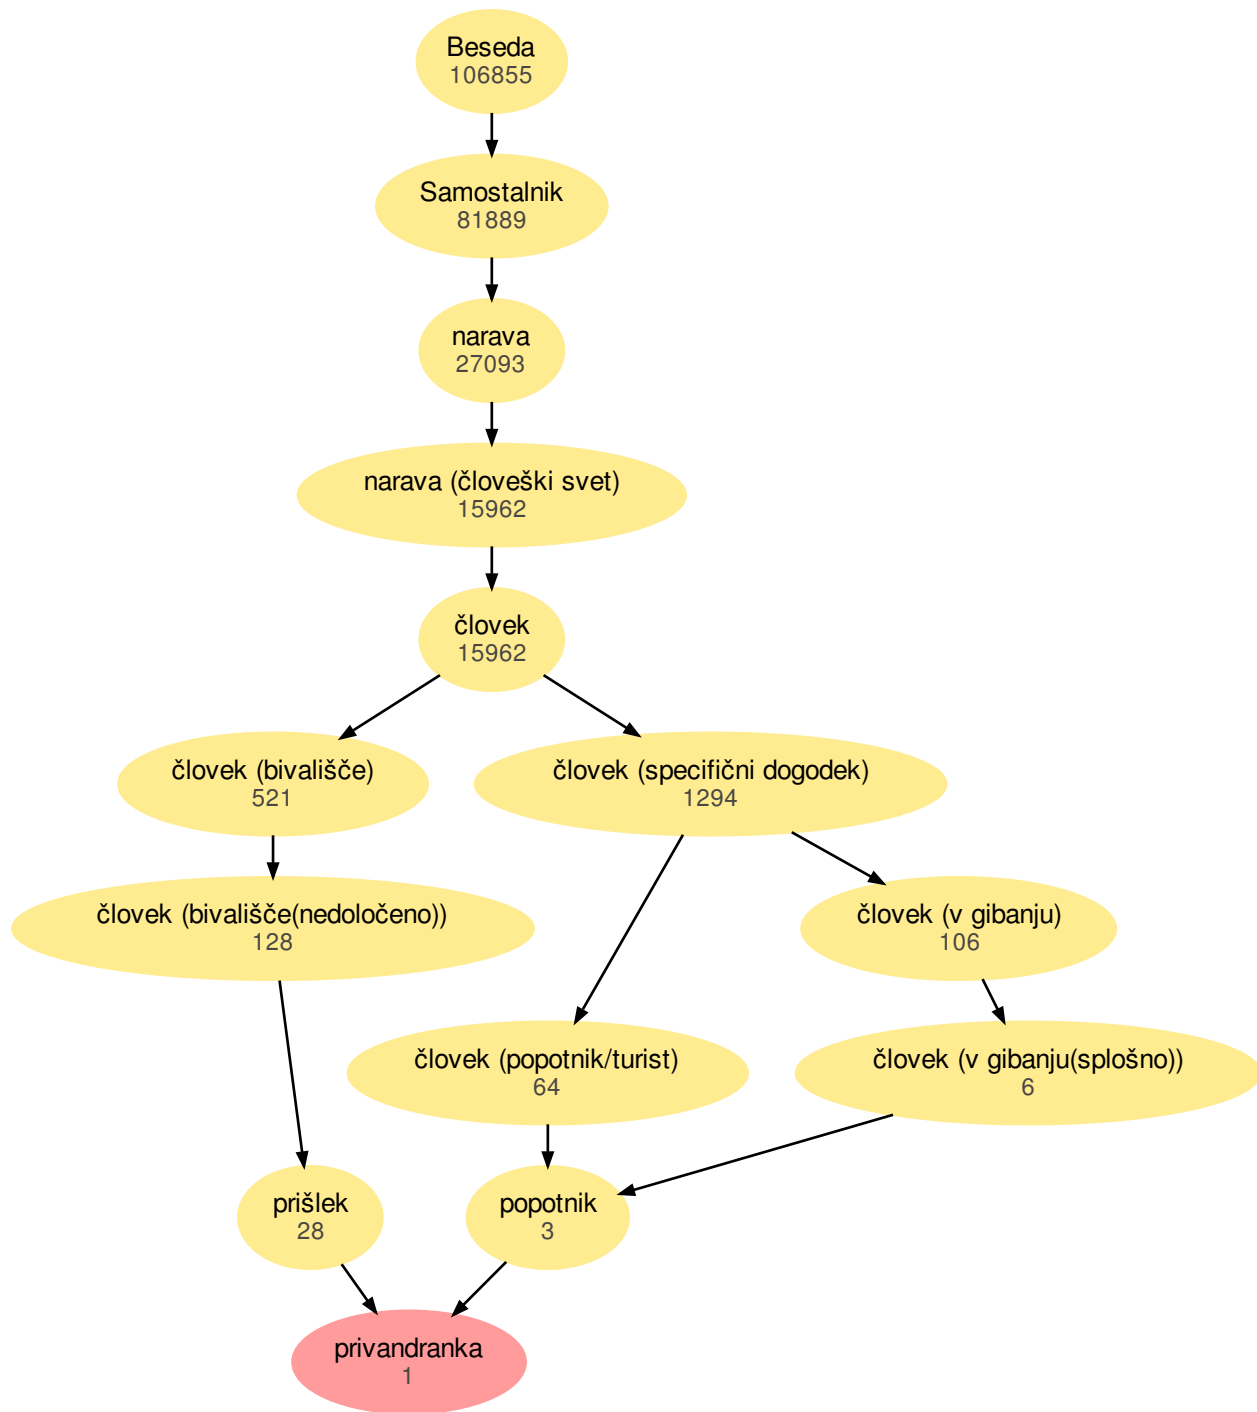 Beseda
106855
Samostalnik
81889
narava
27093
narava (človeški svet)
15962
človek
15962
človek (bivališče)
521
človek (specifični dogodek)
1294
človek (bivališče(nedoločeno))
128
človek (v gibanju)
106
človek (popotnik/turist)
64
človek (v gibanju(splošno))
6
prišlek
28
popotnik
3
privandranka
1